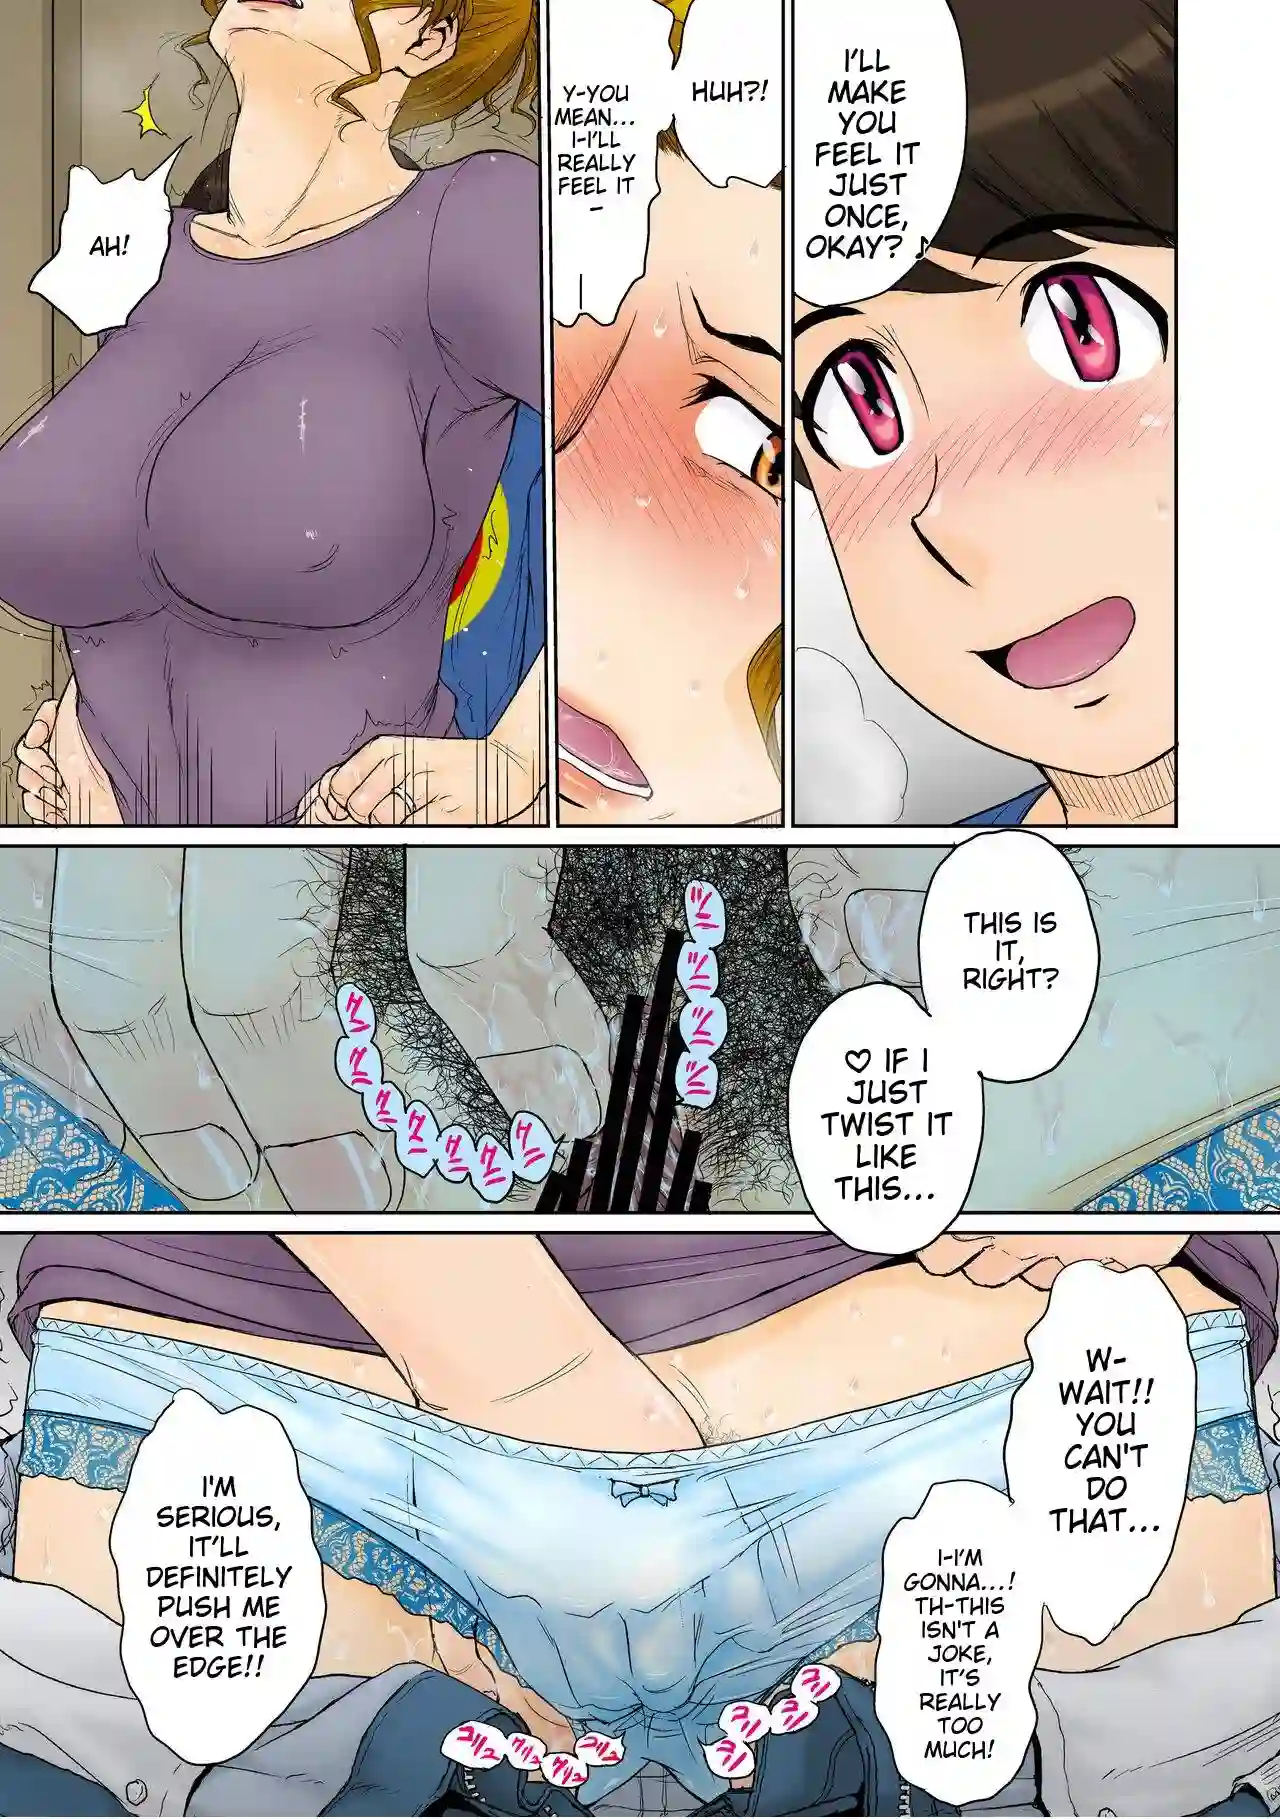 I'LL
MAKE
YOU
FEEL IT
JUST
ONCE,
OKAY? ♪
HUH?!
Y-YOU
MEAN...
I-I'LL
REALLY
FEEL IT
-
AH!
THIS IS
IT,
RIGHT?
♡ IF I
JUST
TWIST IT
LIKE
THIS...
W-
WAIT!!
YOU
CAN'T
DO
THAT...
I-I'M
GONNA...!
TH-THIS
ISN'T A
JOKE,
IT'S
REALLY
TOO
MUCH!
I'M
SERIOUS,
IT'LL
DEFINITELY
PUSH ME
OVER THE
EDGE!!